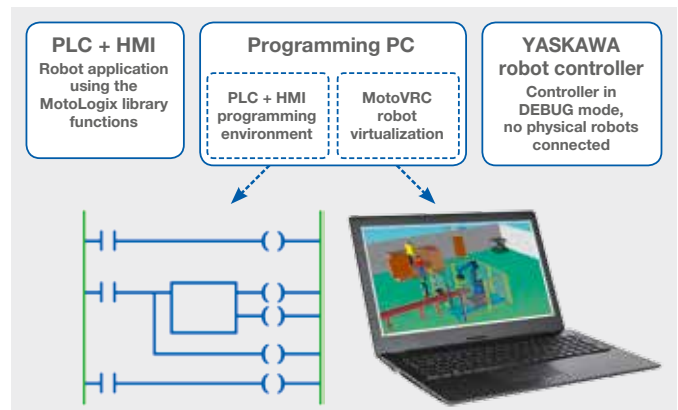 PLC + HMI
Robot application
using the
MotoLogix library
functions
Programming PC
PLC + HMI
programming
environment
MotoVRC
robot
virtualization
YASKAWA
robot controller
Controller in
DEBUG mode,
no physical robots
connected